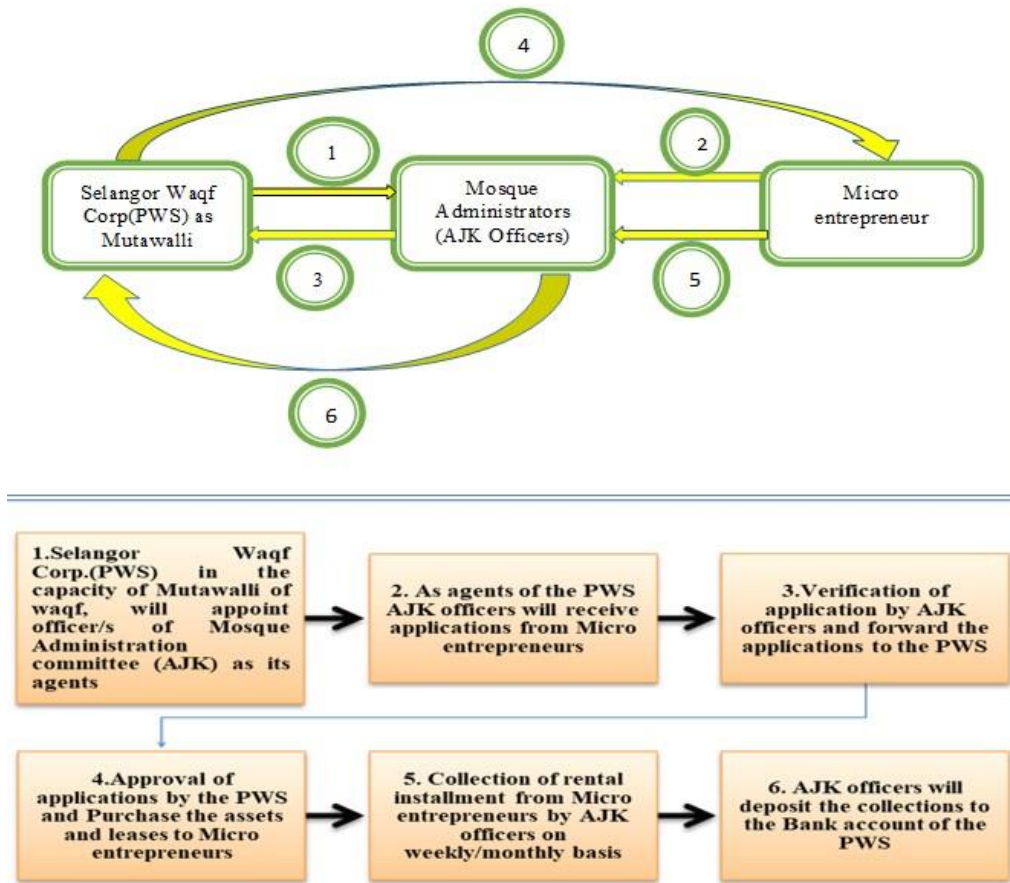 4
1
2
Selangor Waqf
Corp(PWS) as
Mutawalli
Mosque
Administrators
(AJK Officers)
Micro
entrepreneur
3
5
6
1.Selangor Waqf
Corp.(PWS) in the
capacity of Mutawalli of
waqf, will appoint
officer/s of Mosque
Administration
committee (AJK) as its
agents
2. As agents of the PWS
AJK officers will receive
applications from Micro
entrepreneurs
3.Verification of
application by AJK
officers and forward the
applications to the PWS
4.Approval of
applications by the PWS
and Purchase the assets
and leases to Micro
entrepreneurs
5. Collection of rental
installment from Micro
entrepreneurs by AJK
officers on
weekly/monthly basis
6. AJK officers will
deposit the collections to
the Bank account of the
PWS